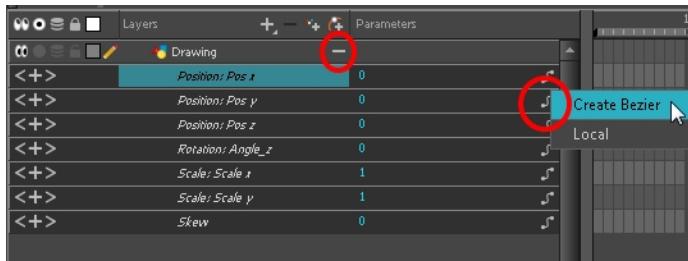 Layers Parameters 1
Drawing
Position: Pos x 0
Position: Pos y 0 Create Bezier
Position: Pos z 0 Local
Rotation: Angle_z 0
Scale: Scale x 1
Scale: Scale y 1
Skew 0